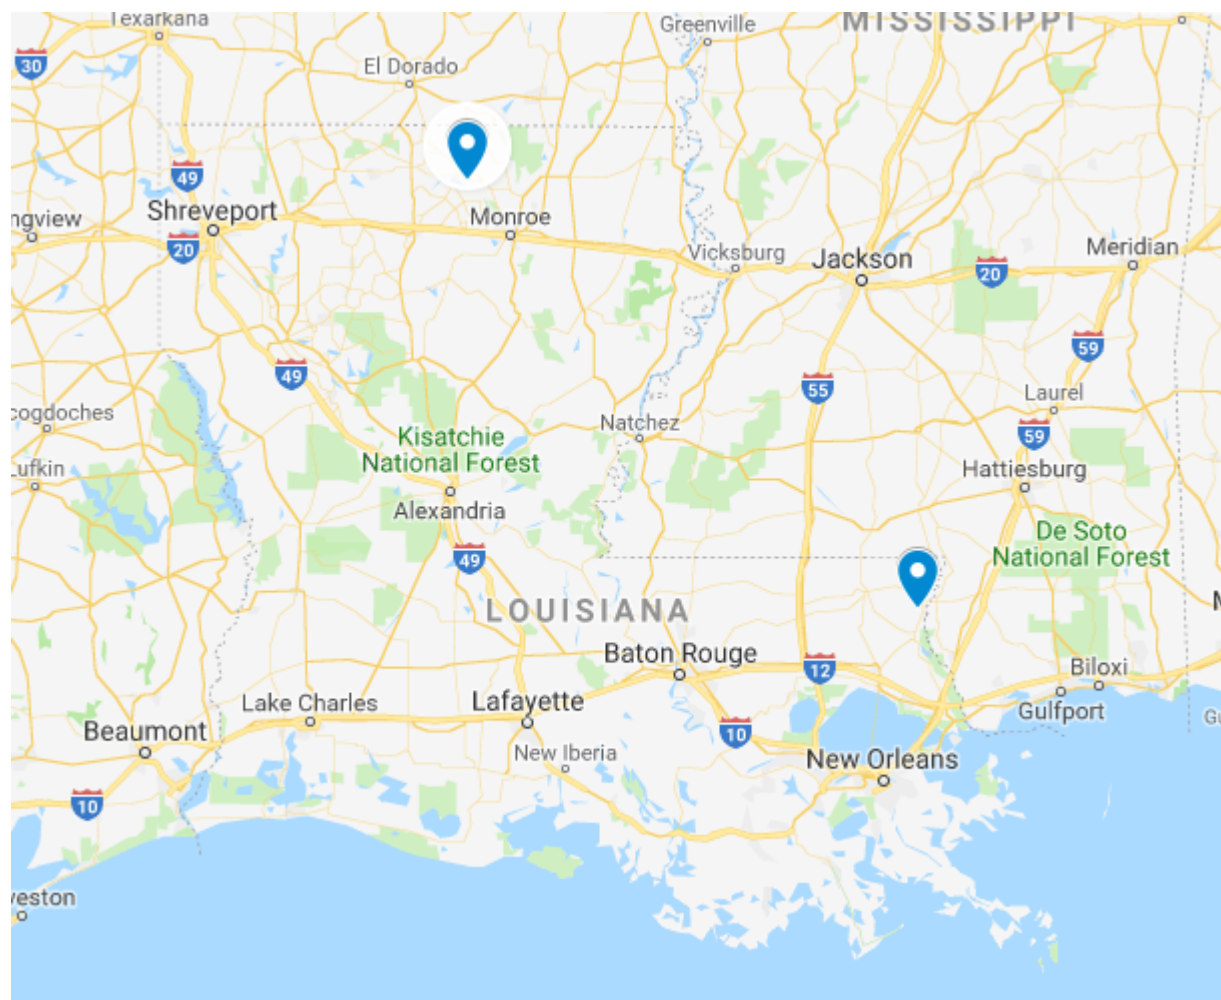 Texarkana
Greenville
MISSISSIPPI
30
El Dorado
49
Shreveport
Monroe
ngview
20
Vicksburg
Jackson
Meridian
20
59
49
55
Laurel
cogdoches
Natchez
59
Kisatchie
National Forest
Lufkin
Hattiesburg
Alexandria
De Soto
National Forest
49
LOUISIANA
Baton Rouge
12
Biloxi
Lake Charles
Lafayette
Gulfport
Beaumont
10
New Iberia
New Orleans
10
veston